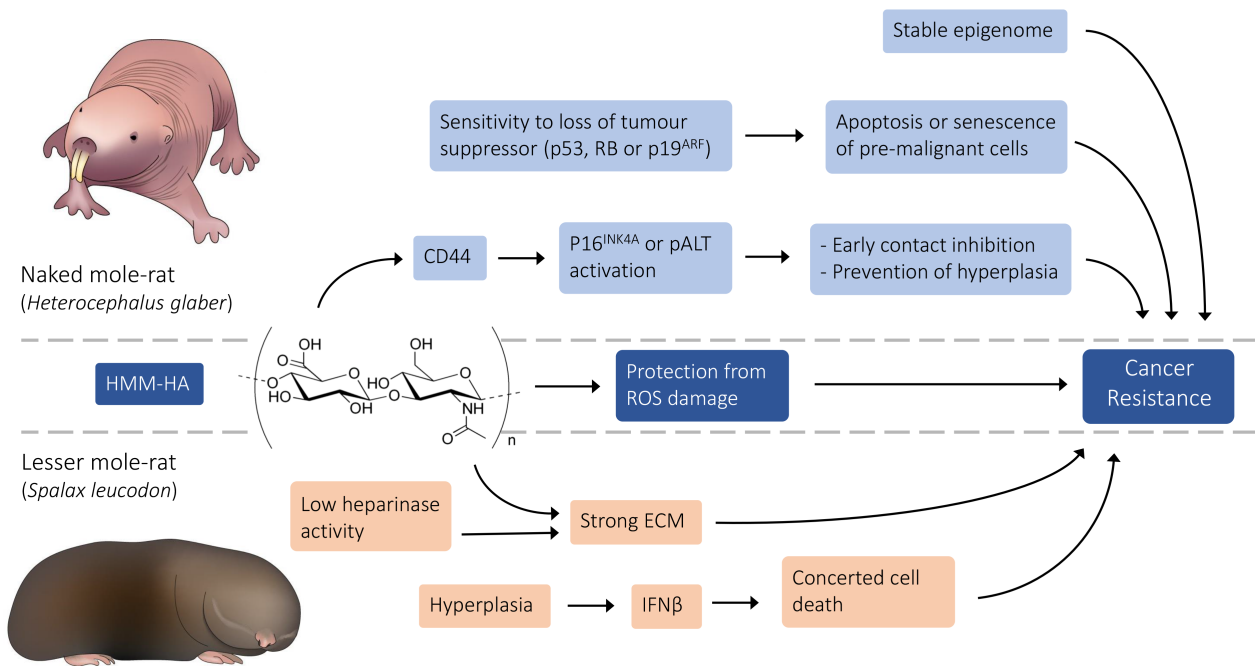 Stable epigenome
Sensitivity to loss of tumour
suppressor (p53, RB or p19ᴬᴿᶠ)
Apoptosis or senescence
of pre-malignant cells
CD44
P16ᴵᴺᴷ⁴ᴬ or pALT
activation
- Early contact inhibition
- Prevention of hyperplasia
Naked mole-rat
(Heterocephalus glaber)
HMM-HA
O
OH
O
O
HO
OH
O
OH
HO
O
O
NH
O
n
Protection from
ROS damage
Cancer
Resistance
Lesser mole-rat
(Spalax leucodon)
Low heparinase
activity
Strong ECM
Hyperplasia
IFNβ
Concerted cell
death